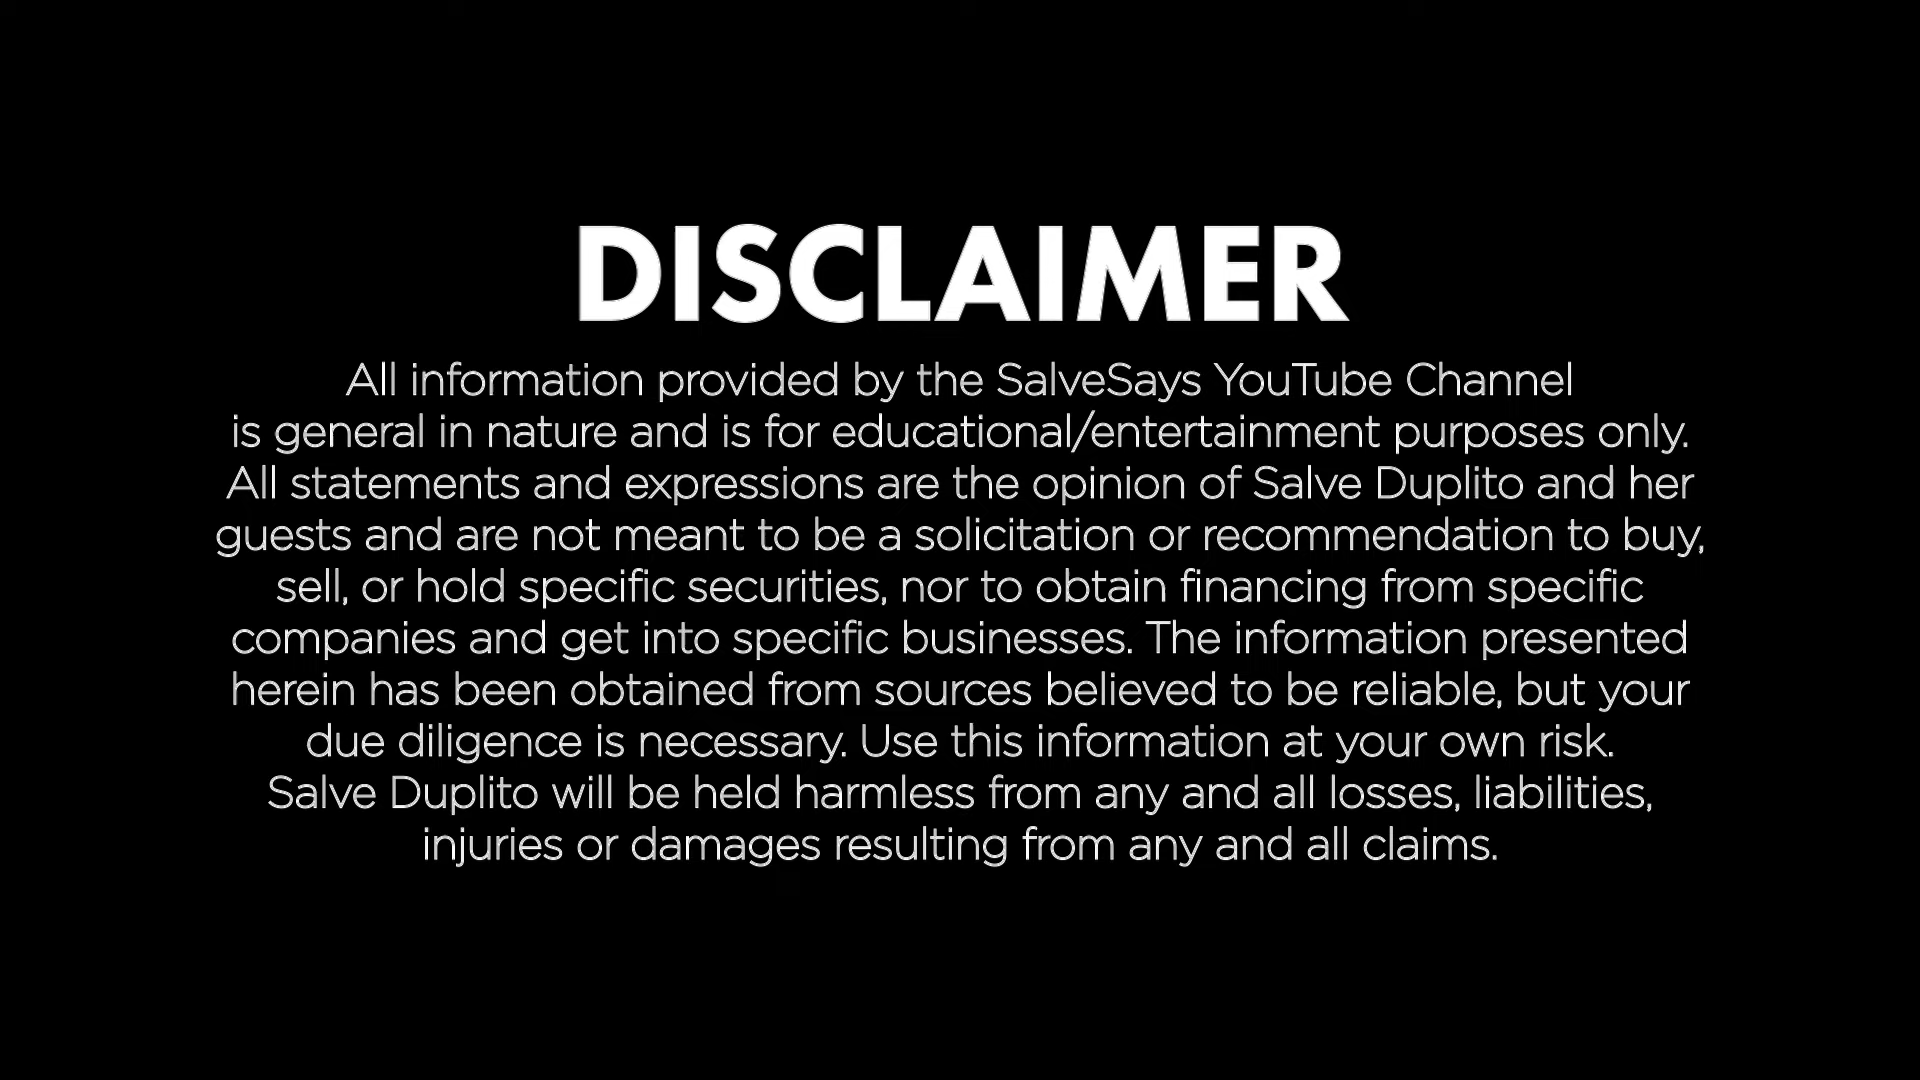 DISCLAIMER
All information provided by the SalveSays YouTube Channel
is general in nature and is for educational/entertainment purposes only.
All statements and expressions are the opinion of Salve Duplito and her
guests and are not meant to be a solicitation or recommendation to buy,
sell, or hold specific securities, nor to obtain financing from specific
companies and get into specific businesses. The information presented
herein has been obtained from sources believed to be reliable, but your
due diligence is necessary. Use this information at your own risk.
Salve Duplito will be held harmless from any and all losses, liabilities,
injuries or damages resulting from any and all claims.